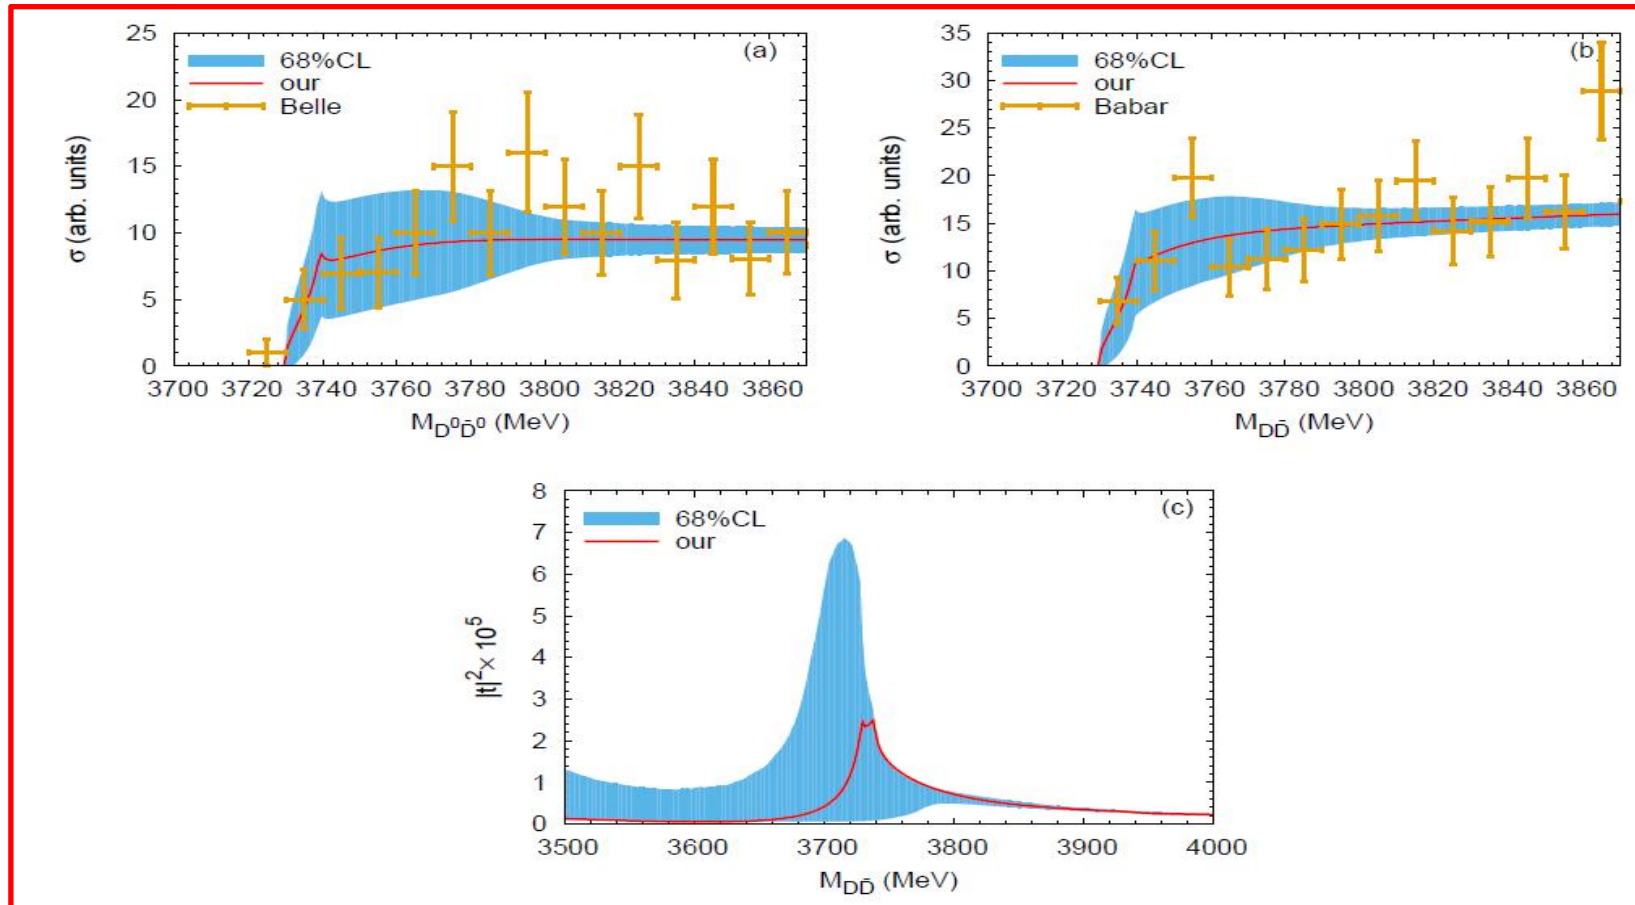 (a)
68%CL
our
Belle
σ (arb. units)
25
20
15
10
5
0
3700 3720 3740 3760 3780 3800 3820 3840 3860
M_D⁰D̄⁰ (MeV)
(b)
68%CL
our
Babar
σ (arb. units)
35
30
25
20
15
10
5
0
3700 3720 3740 3760 3780 3800 3820 3840 3860
M_DD̄ (MeV)
(c)
68%CL
our
|t|²× 10⁵
8
7
6
5
4
3
2
1
0
3500 3600 3700 3800 3900 4000
M_DD̄ (MeV)